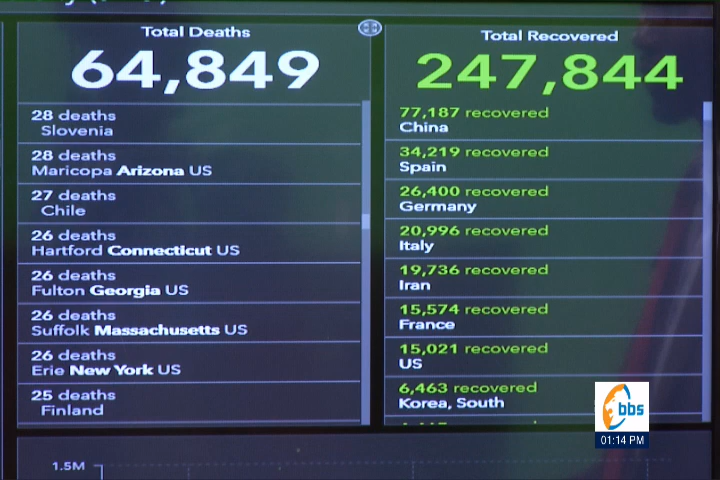 Total Deaths
64,849
28 deaths
Slovenia
28 deaths
Maricopa Arizona US
27 deaths
Chile
26 deaths
Hartford Connecticut US
26 deaths
Fulton Georgia US
26 deaths
Suffolk Massachusetts US
26 deaths
Erie New York US
25 deaths
Finland
Total Recovered
247,844
77,187 recovered
China
34,219 recovered
Spain
26,400 recovered
Germany
20,996 recovered
Italy
19,736 recovered
Iran
15,574 recovered
France
15,021 recovered
US
6,463 recovered
Korea, South
1.5M
bbs
01:14 PM